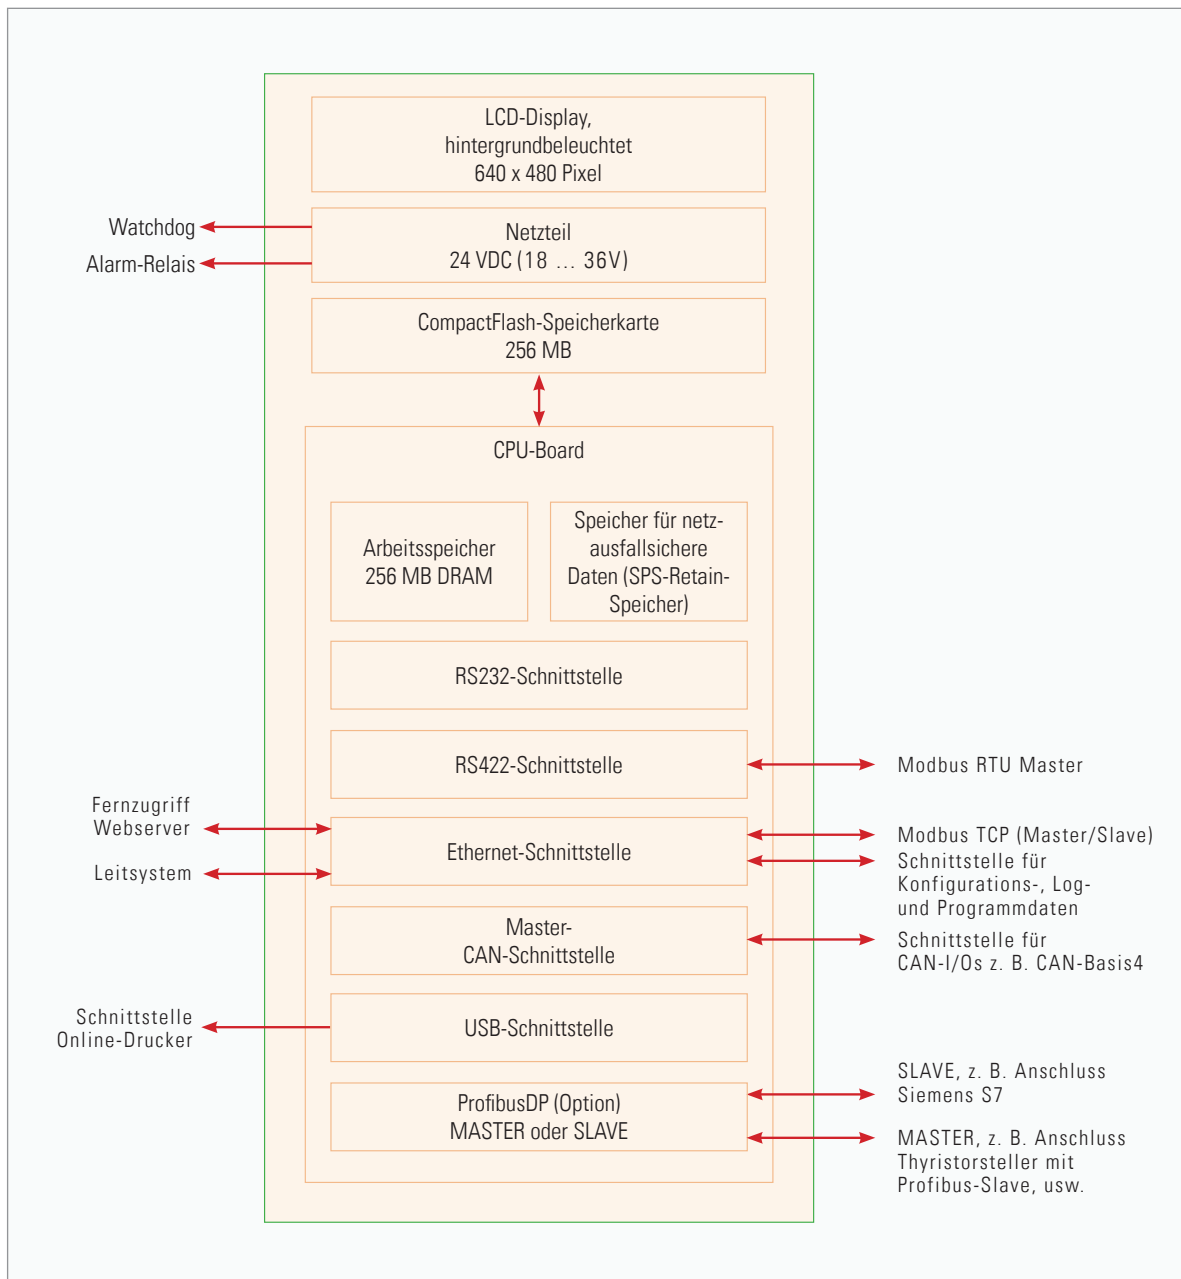 LCD-Display,
hintergrundbeleuchtet
640 x 480 Pixel
Watchdog
Alarm-Relais
Netzteil
24 VDC (18 ... 36V)
CompactFlash-Speicherkarte
256 MB
CPU-Board
Arbeitsspeicher
256 MB DRAM
Speicher für netz-
ausfallsichere
Daten (SPS-Retain-
Speicher)
RS232-Schnittstelle
RS422-Schnittstelle
Modbus RTU Master
Fernzugriff
Webserver
Leitsystem
Ethernet-Schnittstelle
Modbus TCP (Master/Slave)
Schnittstelle für
Konfigurations-, Log-
und Programmdaten
Master-
CAN-Schnittstelle
Schnittstelle für
CAN-I/Os z. B. CAN-Basis4
Schnittstelle
Online-Drucker
USB-Schnittstelle
ProfibusDP (Option)
MASTER oder SLAVE
SLAVE, z. B. Anschluss
Siemens S7
MASTER, z. B. Anschluss
Thyristorsteller mit
Profibus-Slave, usw.